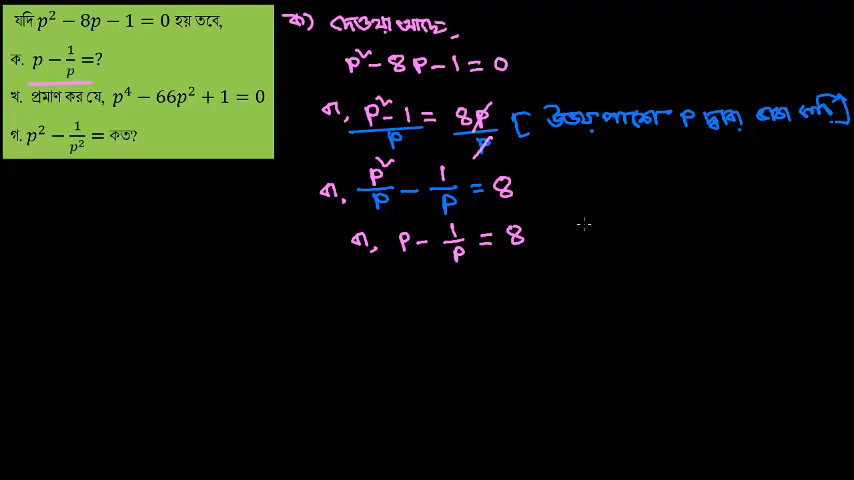 যদি p² − 8p − 1 = 0 হয় তবে,
ক. p − 1/p =?
খ. প্রমাণ কর যে, p⁴ − 66p² + 1 = 0
গ. p² − 1/p² = কত?
ক) দেওয়া আছে,
p² − 8p − 1 = 0
বা, (p² − 1)/p = 8p/p [ উভয় পাশে p দ্বারা ভাগ করি ]
বা, p²/p − 1/p = 8
বা, p − 1/p = 8